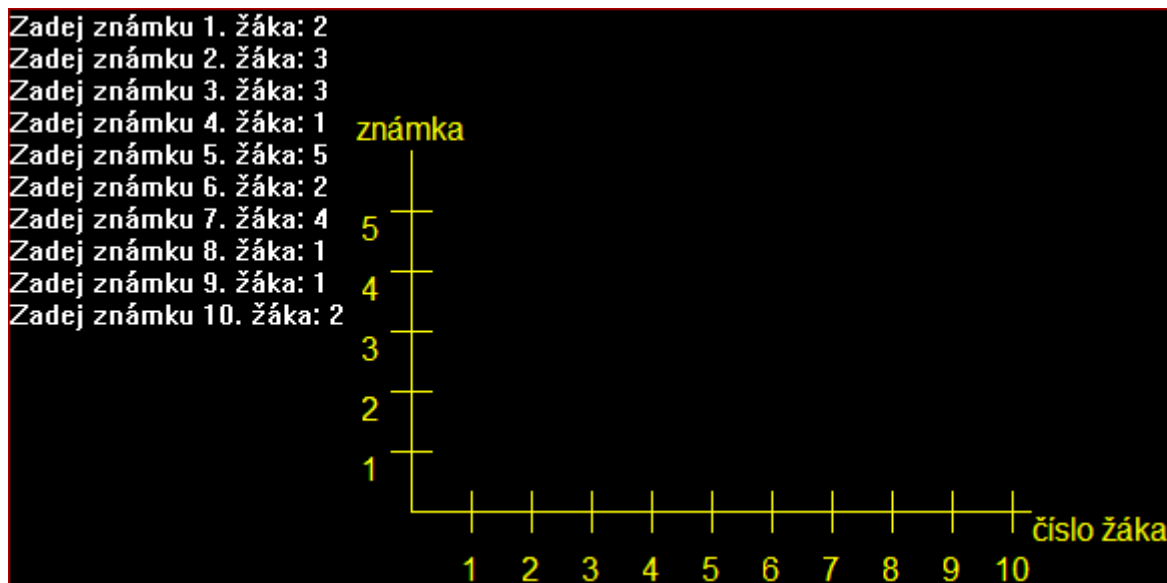 Zadej známku 1. žáka: 2
Zadej známku 2. žáka: 3
Zadej známku 3. žáka: 3
Zadej známku 4. žáka: 1
Zadej známku 5. žáka: 5
Zadej známku 6. žáka: 2
Zadej známku 7. žáka: 4
Zadej známku 8. žáka: 1
Zadej známku 9. žáka: 1
Zadej známku 10. žáka: 2
známka
5
4
3
2
1
číslo žáka
1 2 3 4 5 6 7 8 9 10